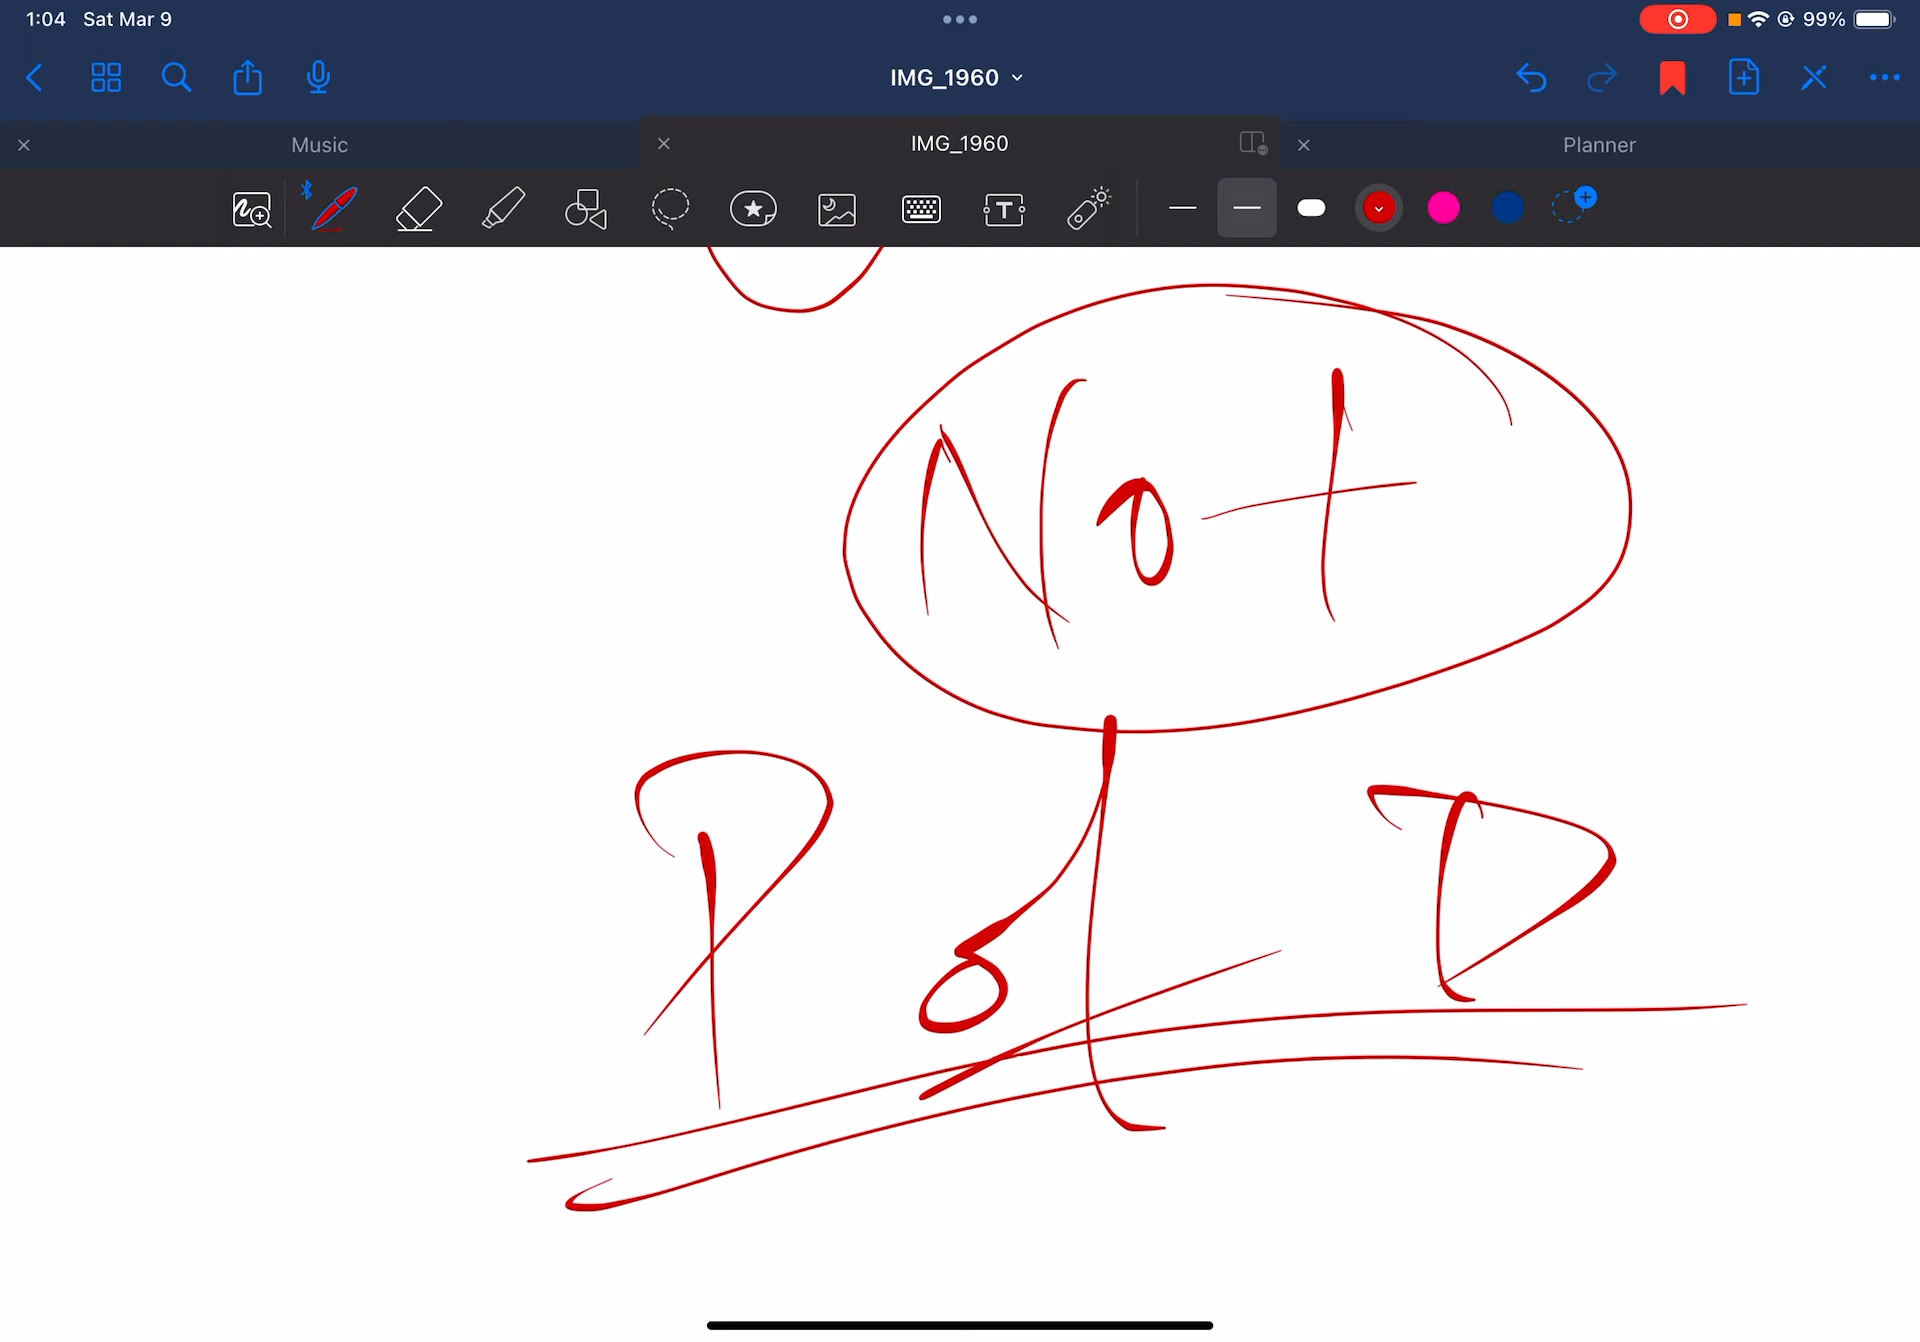 1:04 Sat Mar 9 99%
IMG_1960
Music IMG_1960 Planner
T
Not
P o t D